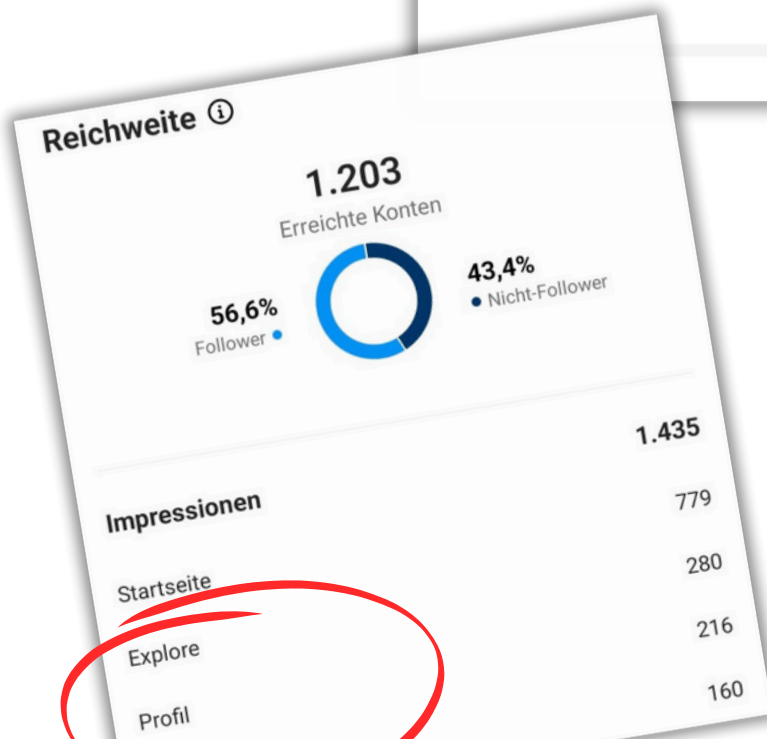 Reichweite
1.203
Erreichte Konten
56,6%
Follower
43,4%
Nicht-Follower
Impressionen 1.435
Startseite 779
Explore 280
Profil 216
160